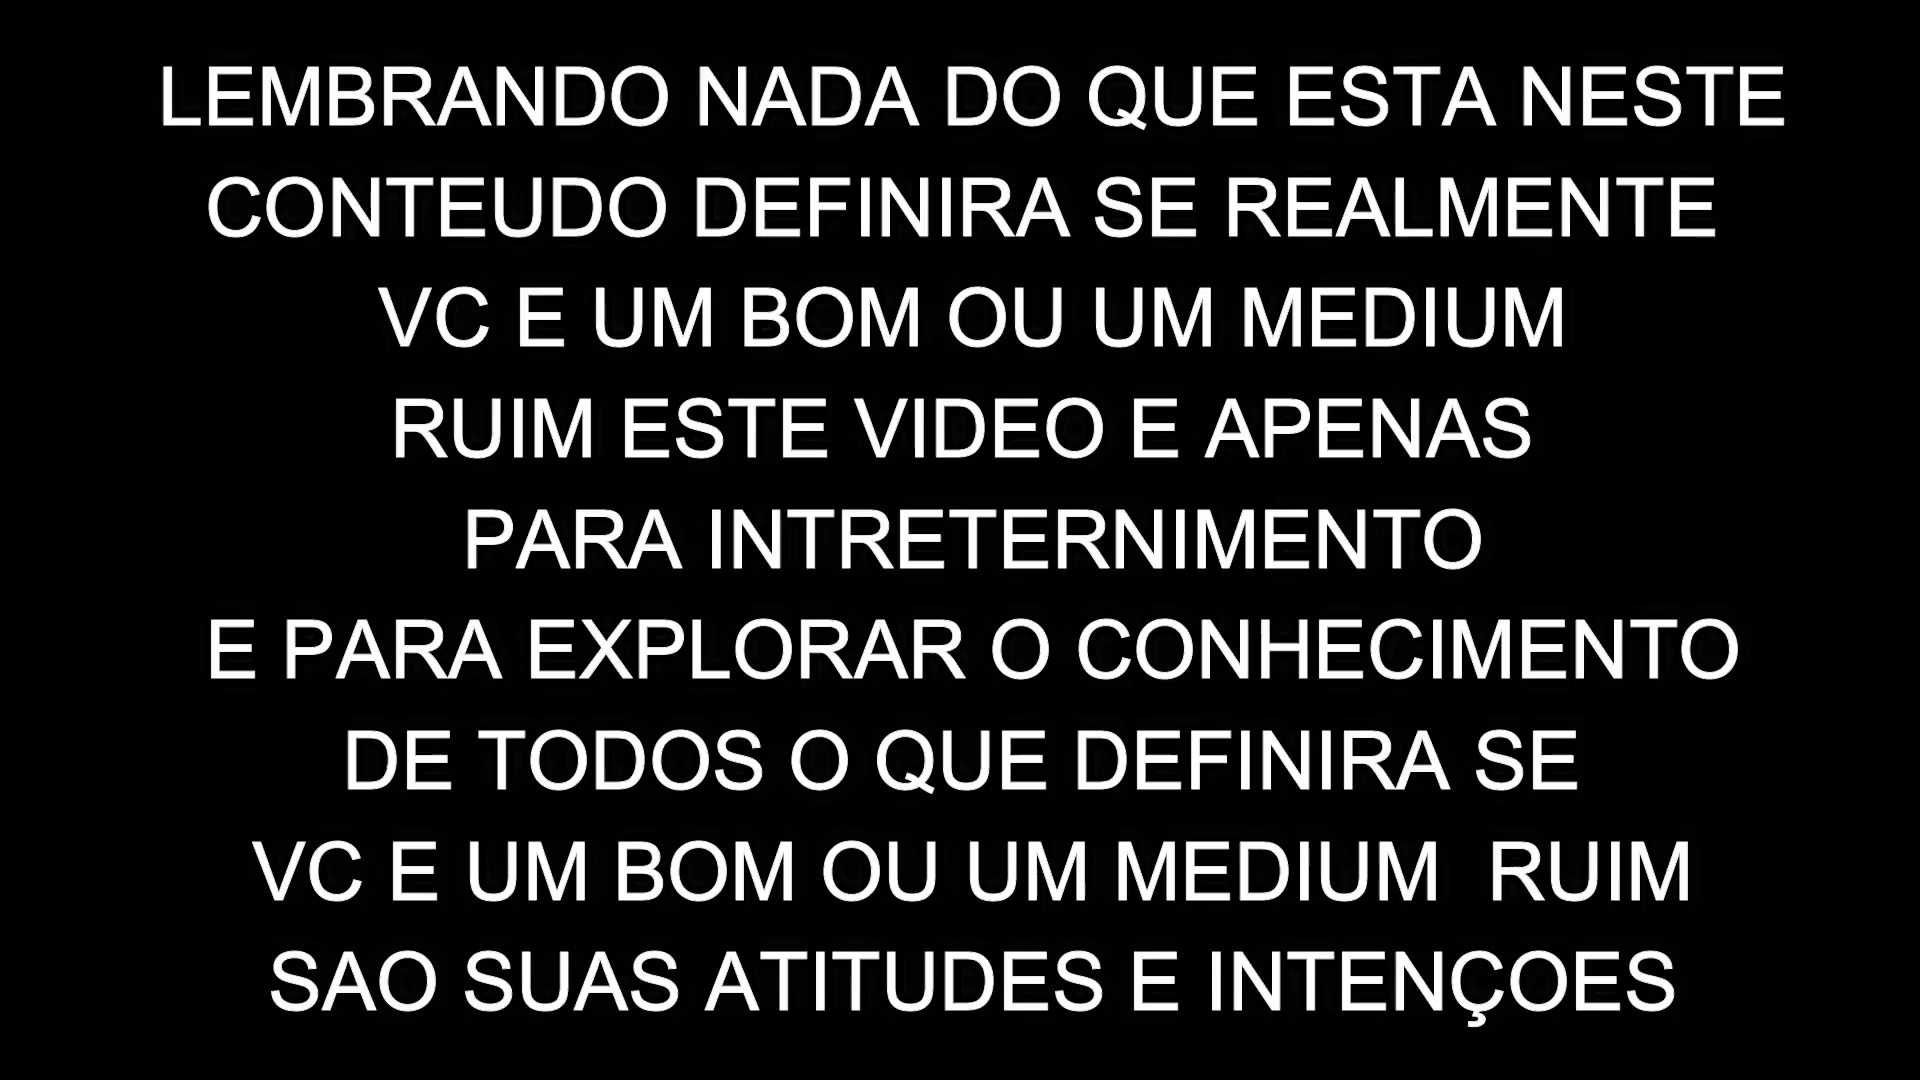 LEMBRANDO NADA DO QUE ESTA NESTE
CONTEUDO DEFINIRA SE REALMENTE
VC E UM BOM OU UM MEDIUM
RUIM ESTE VIDEO E APENAS
PARA INTRETERNIMENTO
E PARA EXPLORAR O CONHECIMENTO
DE TODOS O QUE DEFINIRA SE
VC E UM BOM OU UM MEDIUM  RUIM
SAO SUAS ATITUDES E INTENÇOES